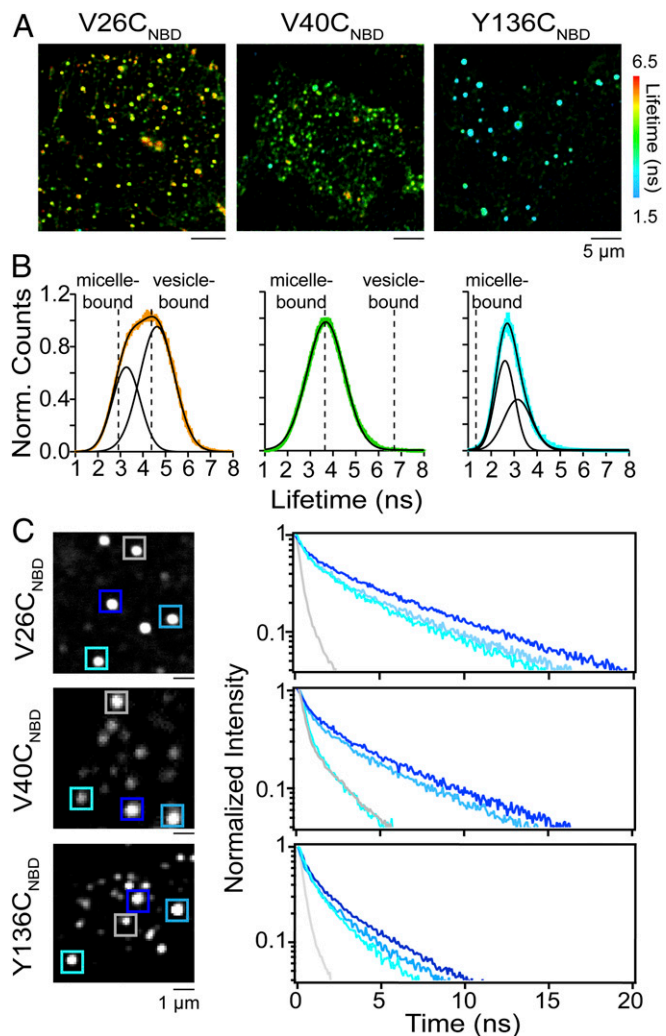 A
V26C_NBD V40C_NBD Y136C_NBD
6.5
Lifetime (ns)
1.5
5 μm
B
micelle- vesicle- micelle- vesicle- micelle-
bound bound bound bound bound
1.2
0.8
0.4
0.0
Norm. Counts
1 2 3 4 5 6 7 8 1 2 3 4 5 6 7 8 1 2 3 4 5 6 7 8
Lifetime (ns)
C
V26C_NBD
V40C_NBD
Y136C_NBD
1 μm
Normalized Intensity
1
0.1
1
0.1
1
0.1
0 5 10 15 20
Time (ns)